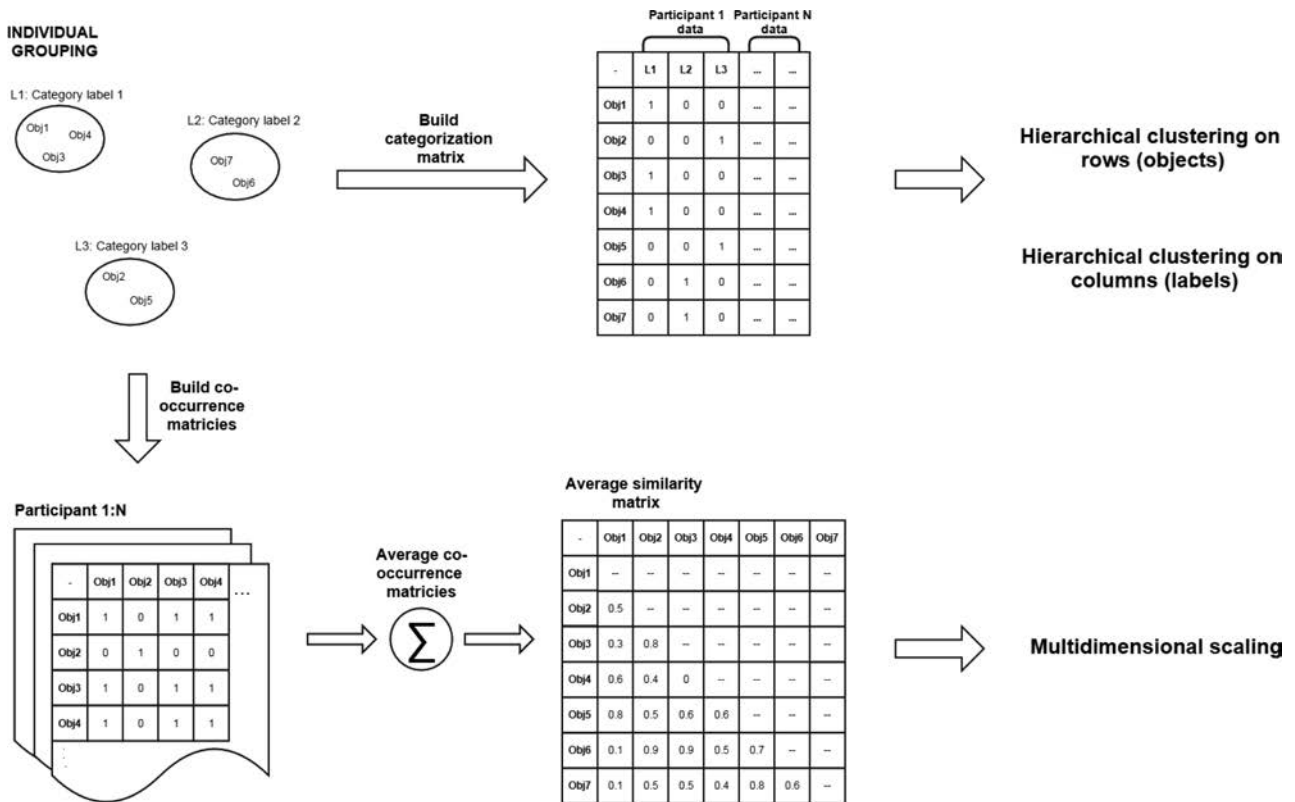 INDIVIDUAL
GROUPING
L1: Category label 1
Obj1
Obj4
Obj3
L2: Category label 2
Obj7
Obj6
L3: Category label 3
Obj2
Obj5
Build
categorization
matrix
Participant 1 Participant N
data data
- L1 L2 L3 ... ...
Obj1 1 0 0 ... ...
Obj2 0 0 1 ... ...
Obj3 1 0 0 ... ...
Obj4 1 0 0 ... ...
Obj5 0 0 1 ... ...
Obj6 0 1 0 ... ...
Obj7 0 1 0 ... ...
Hierarchical clustering on
rows (objects)
Hierarchical clustering on
columns (labels)
Build co-
occurrence
matricies
Participant 1:N
- Obj1 Obj2 Obj3 Obj4 ...
Obj1 1 0 1 1
Obj2 0 1 0 0
Obj3 1 0 1 1
Obj4 1 0 1 1
...
Average co-
occurrence
matricies
∑
Average similarity
matrix
- Obj1 Obj2 Obj3 Obj4 Obj5 Obj6 Obj7
Obj1 -- -- -- -- -- -- --
Obj2 0.5 -- -- -- -- -- --
Obj3 0.3 0.8 -- -- -- -- --
Obj4 0.6 0.4 0 -- -- -- --
Obj5 0.8 0.5 0.6 0.6 -- -- --
Obj6 0.1 0.9 0.9 0.5 0.7 -- --
Obj7 0.1 0.5 0.5 0.4 0.8 0.6 --
Multidimensional scaling